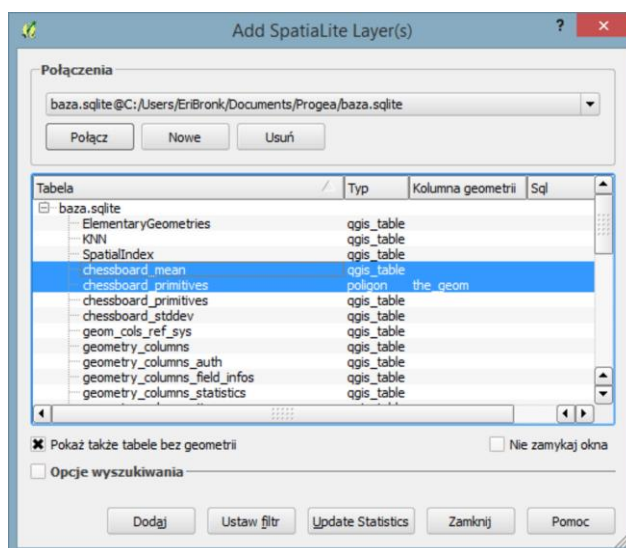 Add SpatiaLite Layer(s) ? ×
Połączenia
baza.sqlite@C:/Users/EriBronk/Documents/Progea/baza.sqlite
Połącz Nowe Usuń
Tabela Typ Kolumna geometrii Sql
baza.sqlite
ElementaryGeometries qgis_table
KNN qgis_table
SpatialIndex qgis_table
chessboard_mean qgis_table
chessboard_primitives poligon the_geom
chessboard_primitives qgis_table
chessboard_stddev qgis_table
geom_cols_ref_sys qgis_table
geometry_columns qgis_table
geometry_columns_auth qgis_table
geometry_columns_field_infos qgis_table
geometry_columns_statistics qgis_table
Pokaż także tabele bez geometrii Nie zamykaj okna
Opcje wyszukiwania
Dodaj Ustaw filtr Update Statistics Zamknij Pomoc